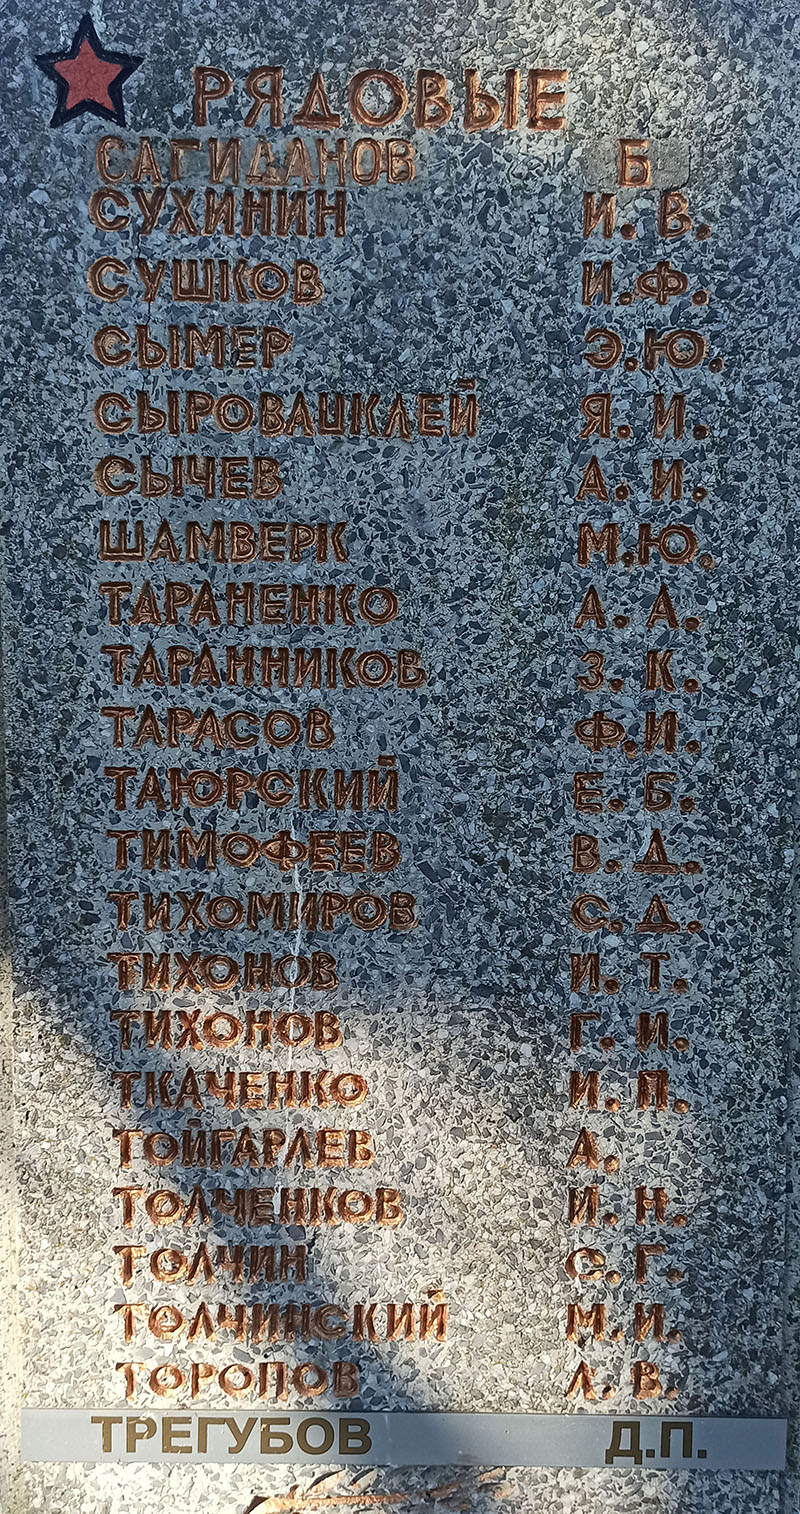 РЯДОВЫЕ
САГИДАНОВ Б
СУХИНИН И. В.
СУШКОВ И.Ф.
СЫМЕР Э.Ю.
СЫРОВАЦКЛЕЙ Я. И.
СЫЧЕВ А. И.
ШАМВЕРК М.Ю.
ТАРАНЕНКО А. А.
ТАРАННИКОВ З. К.
ТАРАСОВ Ф.И.
ТАЮРСКИЙ Е. Б.
ТИМОФЕЕВ В. Д.
ТИХОМИРОВ С.Д.
ТИХОНОВ И. Т.
ТИХОНОВ Г. И.
ТКАЧЕНКО И. П.
ТОЙГАРЛЕВ А.
ТОЛЧЕНКОВ И. Н.
ТОЛЧИН С.Г.
ТОЛЧИНСКИЙ М.И.
ТОРОПОВ Л.В.
ТРЕГУБОВ Д.П.